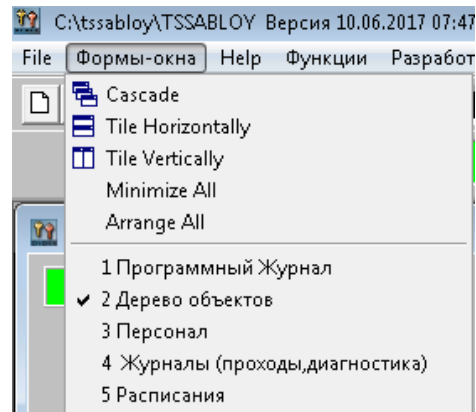 C:\tssabloy\TSSABLOY Версия 10.06.2017 07:47
File Формы-окна Help Функции Разработ
Cascade
Tile Horizontally
Tile Vertically
Minimize All
Arrange All
1 Программный Журнал
2 Дерево объектов
3 Персонал
4 Журналы (проходы,диагностика)
5 Расписания